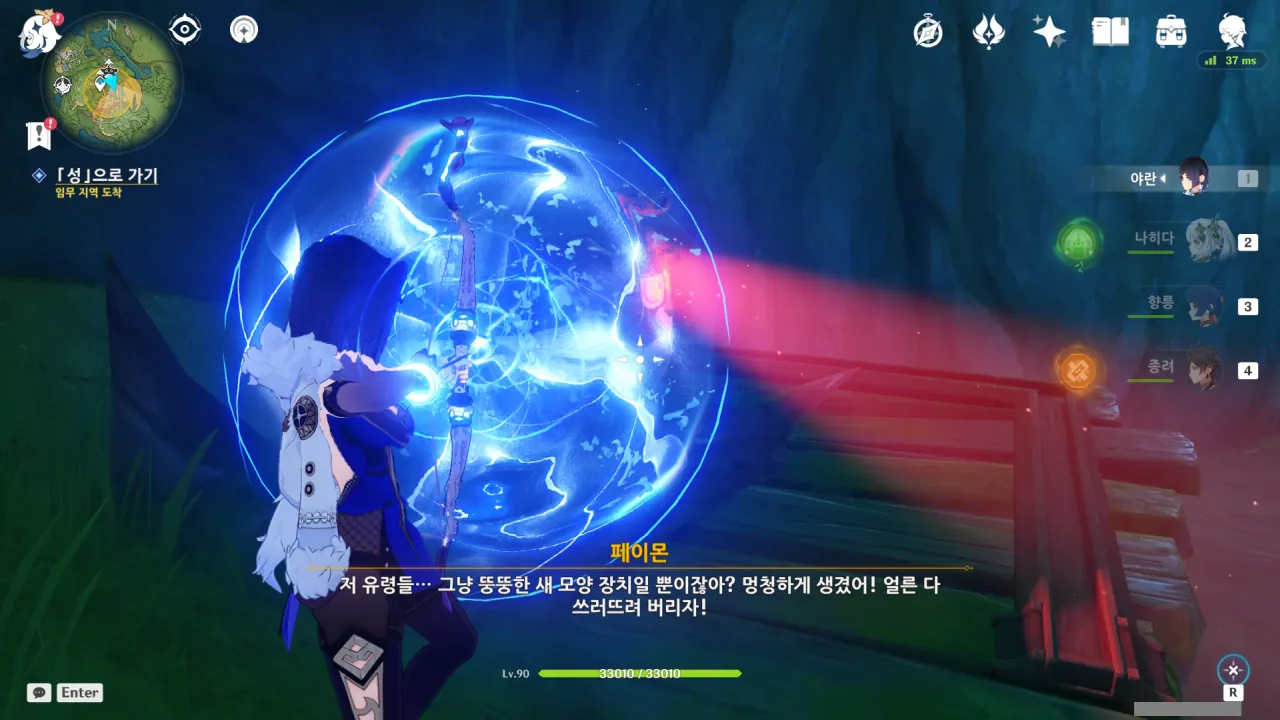 N
37 ms
「성」으로 가기
임무 지역 도착
야란
1
나히다
2
2
향릉
3
종려
4
페이몬
저 유령들… 그냥 뚱뚱한 새 모양 장치일 뿐이잖아? 멍청하게 생겼어! 얼른 다
쓰러뜨려 버리자!
Lv.90
33010 / 33010
Enter
R